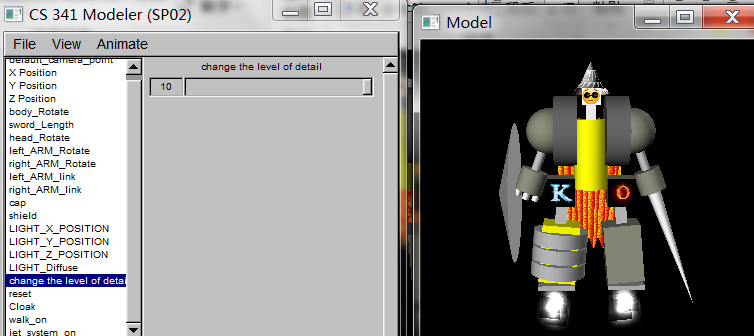 CS 341 Modeler (SP02)
File View Animate
default_camera_point
X Position
Y Position
Z Position
body_Rotate
sword_Length
head_Rotate
left_ARM_Rotate
right_ARM_Rotate
left_ARM_link
right_ARM_link
cap
shield
LIGHT_X_POSITION
LIGHT_Y_POSITION
LIGHT_Z_POSITION
LIGHT_Diffuse
change the level of detai
reset
Cloak
walk_on
jet_system_on
change the level of detail
10
Model
K O